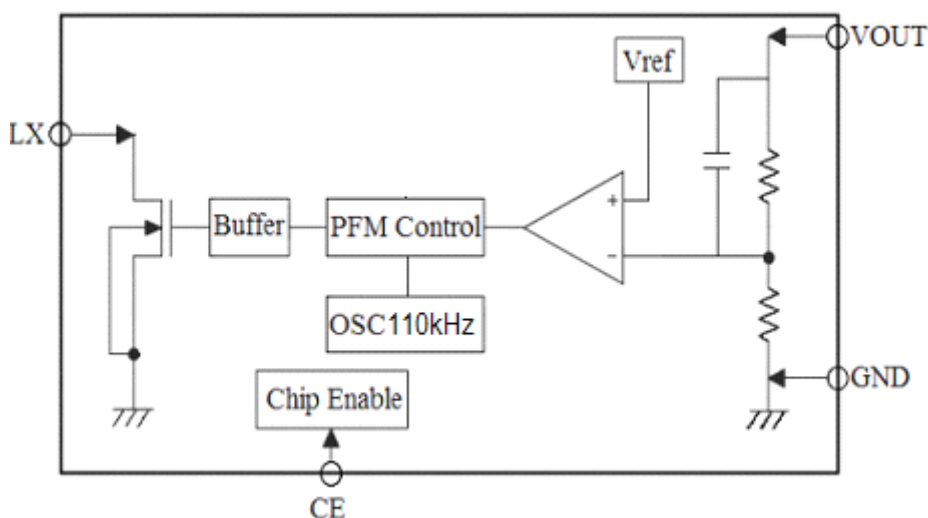 VOUT
Vref
LX
+
Buffer
PFM Control
-
OSC110kHz
GND
Chip Enable
CE